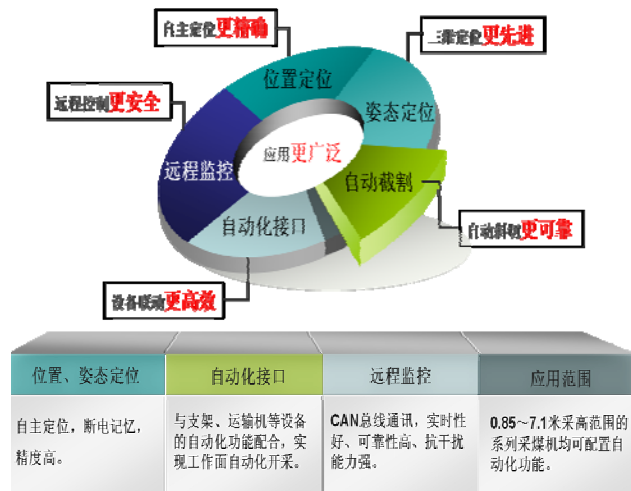 自主定位更精确
三维定位更先进
位置定位
姿态定位
远程控制更安全
应用更广泛
远程监控
自动截割
自动化接口
自动斜切更可靠
设备联动更高效
位置、姿态定位
自动化接口
远程监控
应用范围
自主定位，断电记忆，
精度高。
与支架、运输机等设备
的自动化功能配合，实
现工作面自动化开采。
CAN总线通讯，实时性
好、可靠性高、抗干扰
能力强。
0.85～7.1米采高范围的
系列采煤机均可配置自
动化功能。